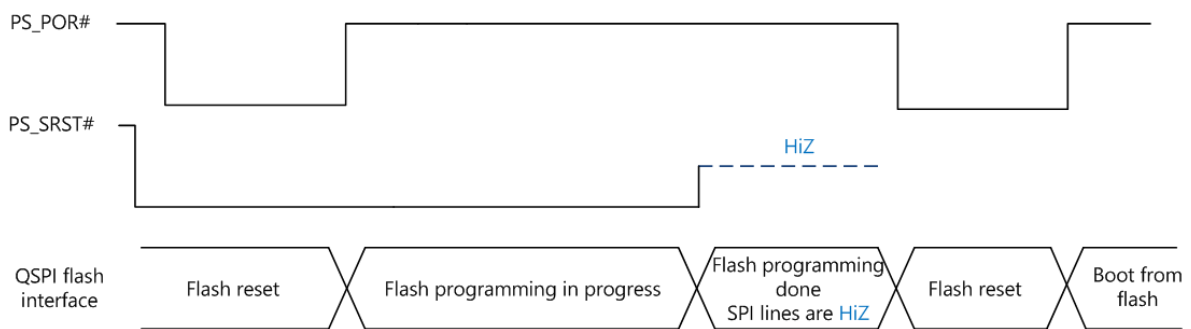 PS_POR#
PS_SRST#
HiZ
QSPI flash
interface
Flash reset
Flash programming in progress
Flash programming
done
SPI lines are HiZ
Flash reset
Boot from
flash